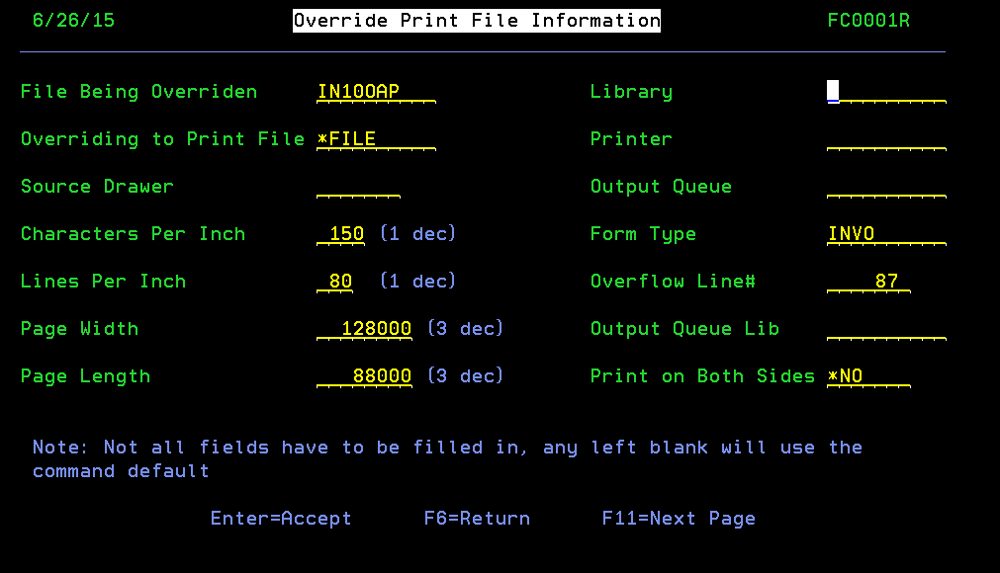 6/26/15 Override Print File Information FC0001R
File Being Overriden IN10OAP Library
Overriding to Print File *FILE Printer
Source Drawer Output Queue
Characters Per Inch 150 (1 dec) Form Type INVO
Lines Per Inch 80 (1 dec) Overflow Line# 87
Page Width 128000 (3 dec) Output Queue Lib
Page Length 88000 (3 dec) Print on Both Sides *NO
Note: Not all fields have to be filled in, any left blank will use the
command default
Enter=Accept F6=Return F11=Next Page